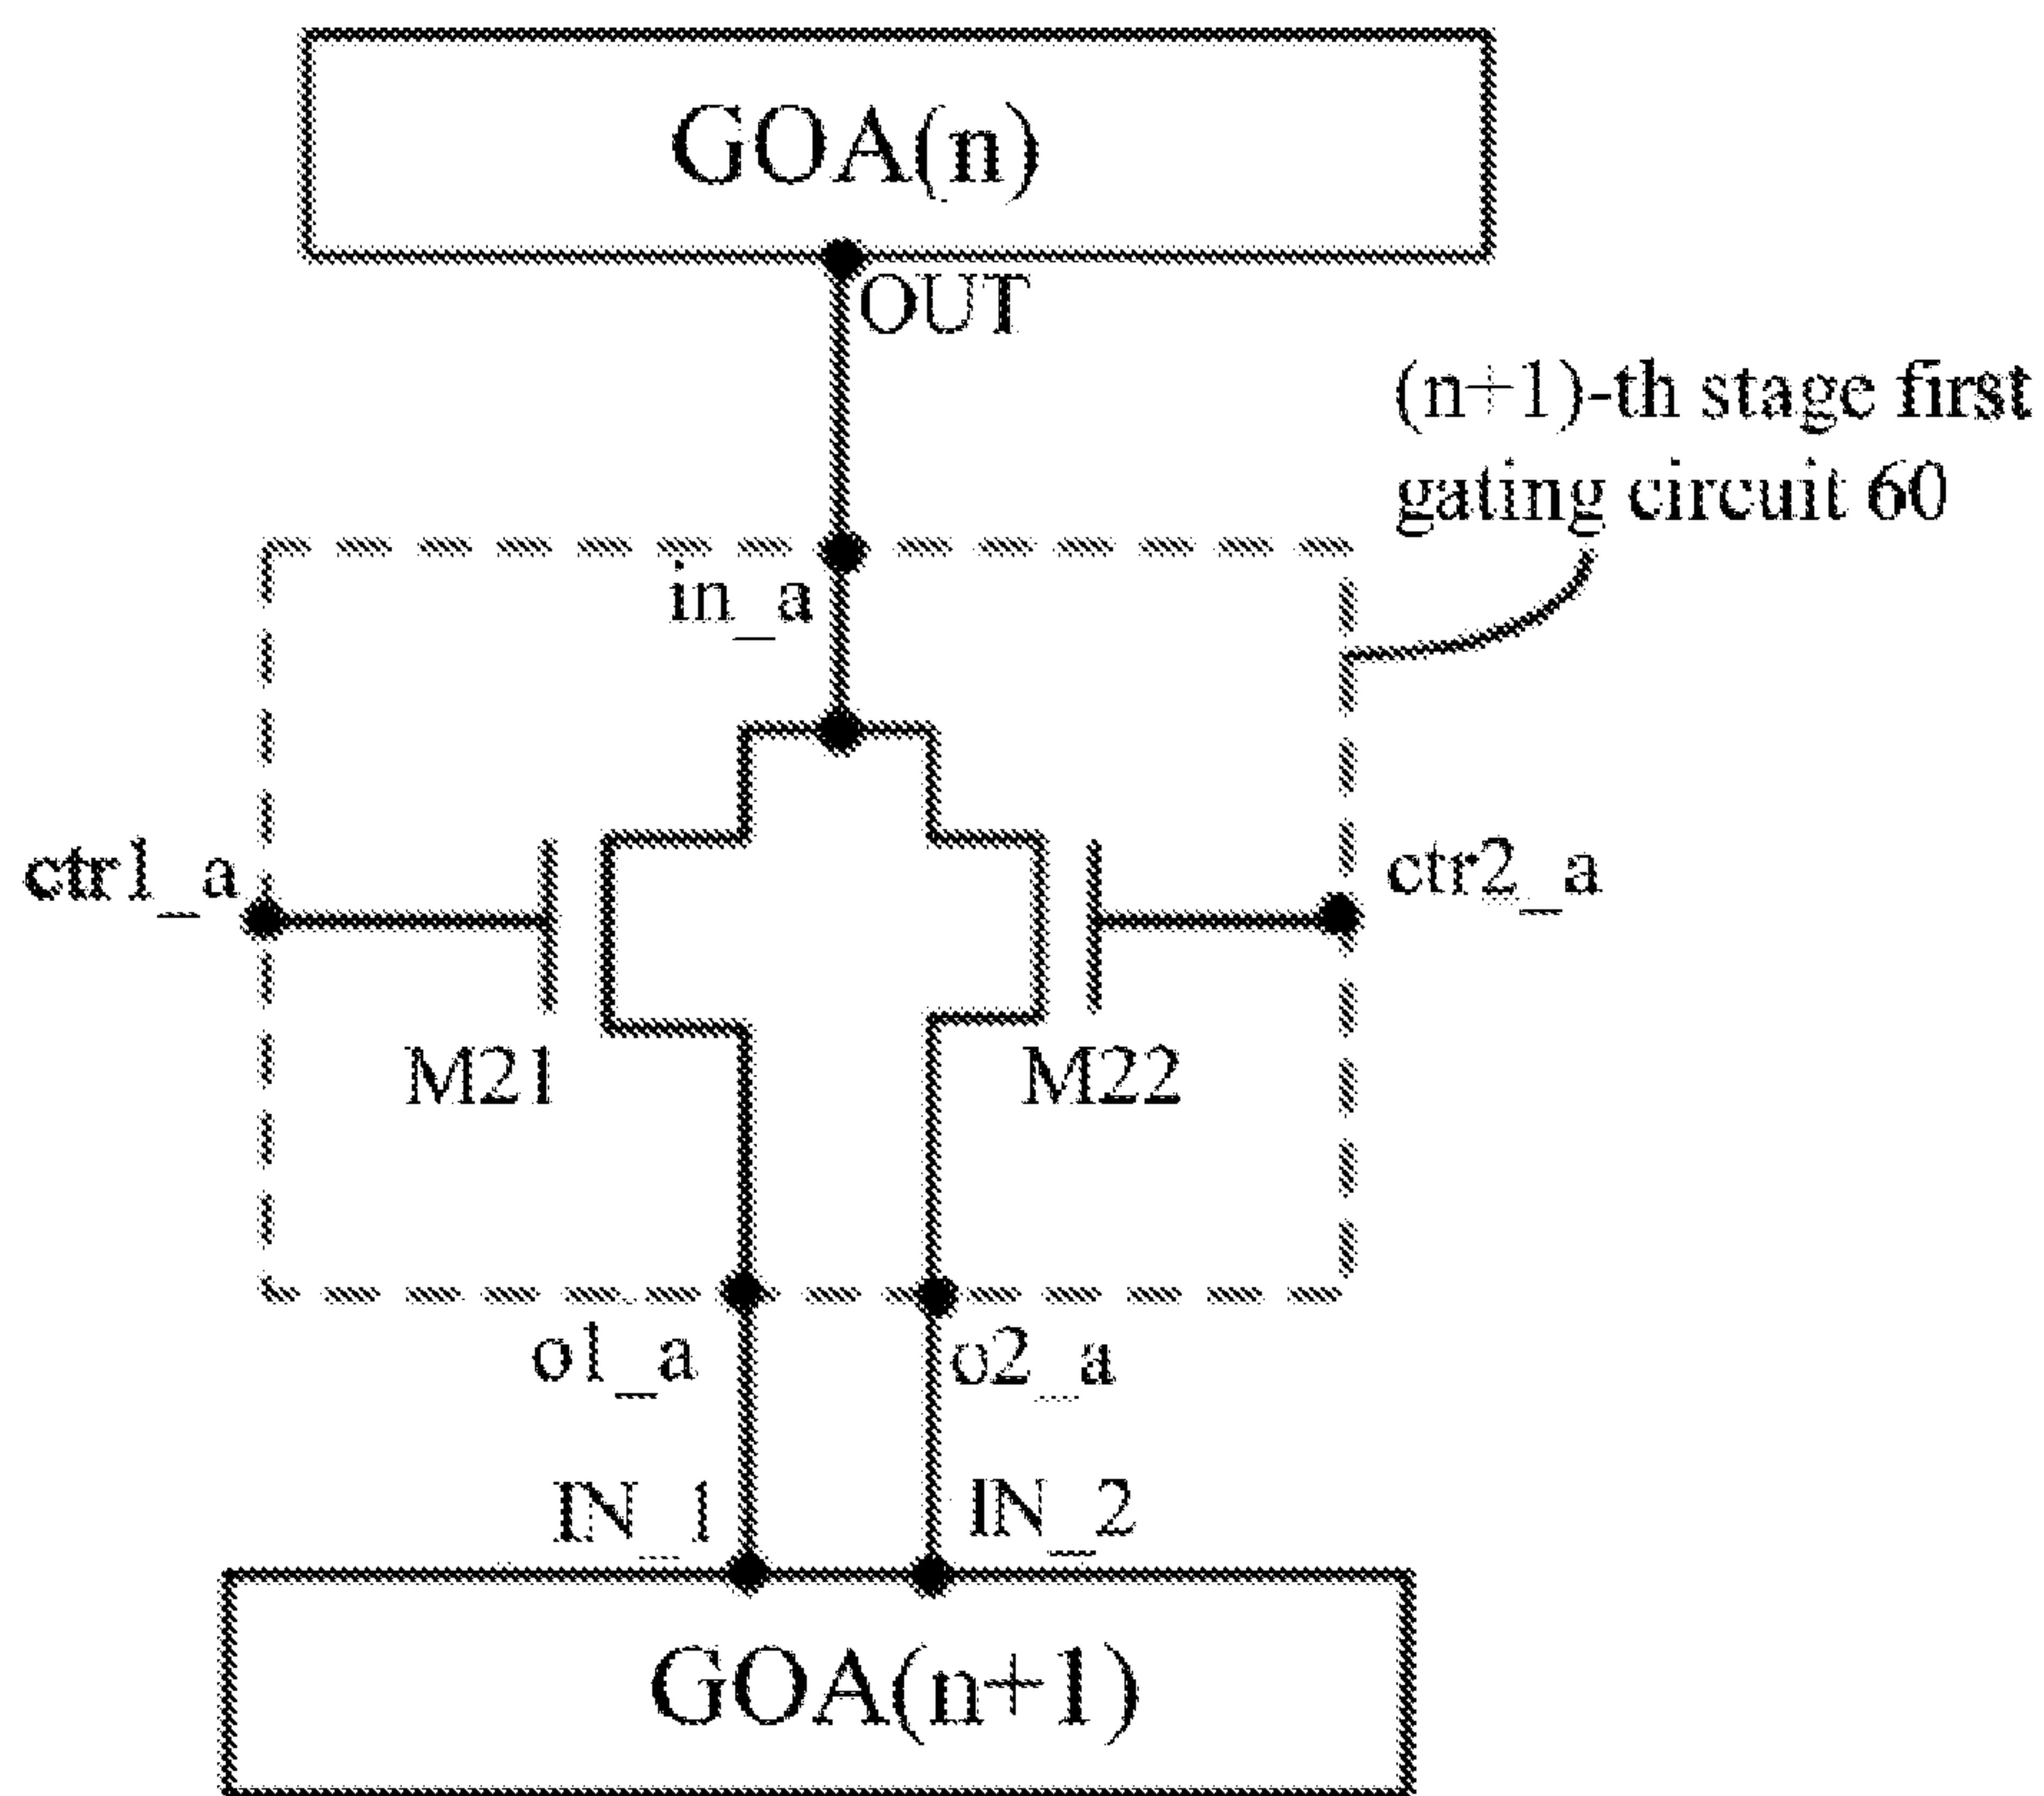 GOA(n)
OUT
(n+1)-th stage first
gating circuit 60
in_a
ctr1_a
ctr2_a
M21
M22
o1_a
o2_a
IN_1
IN_2
GOA(n+1)